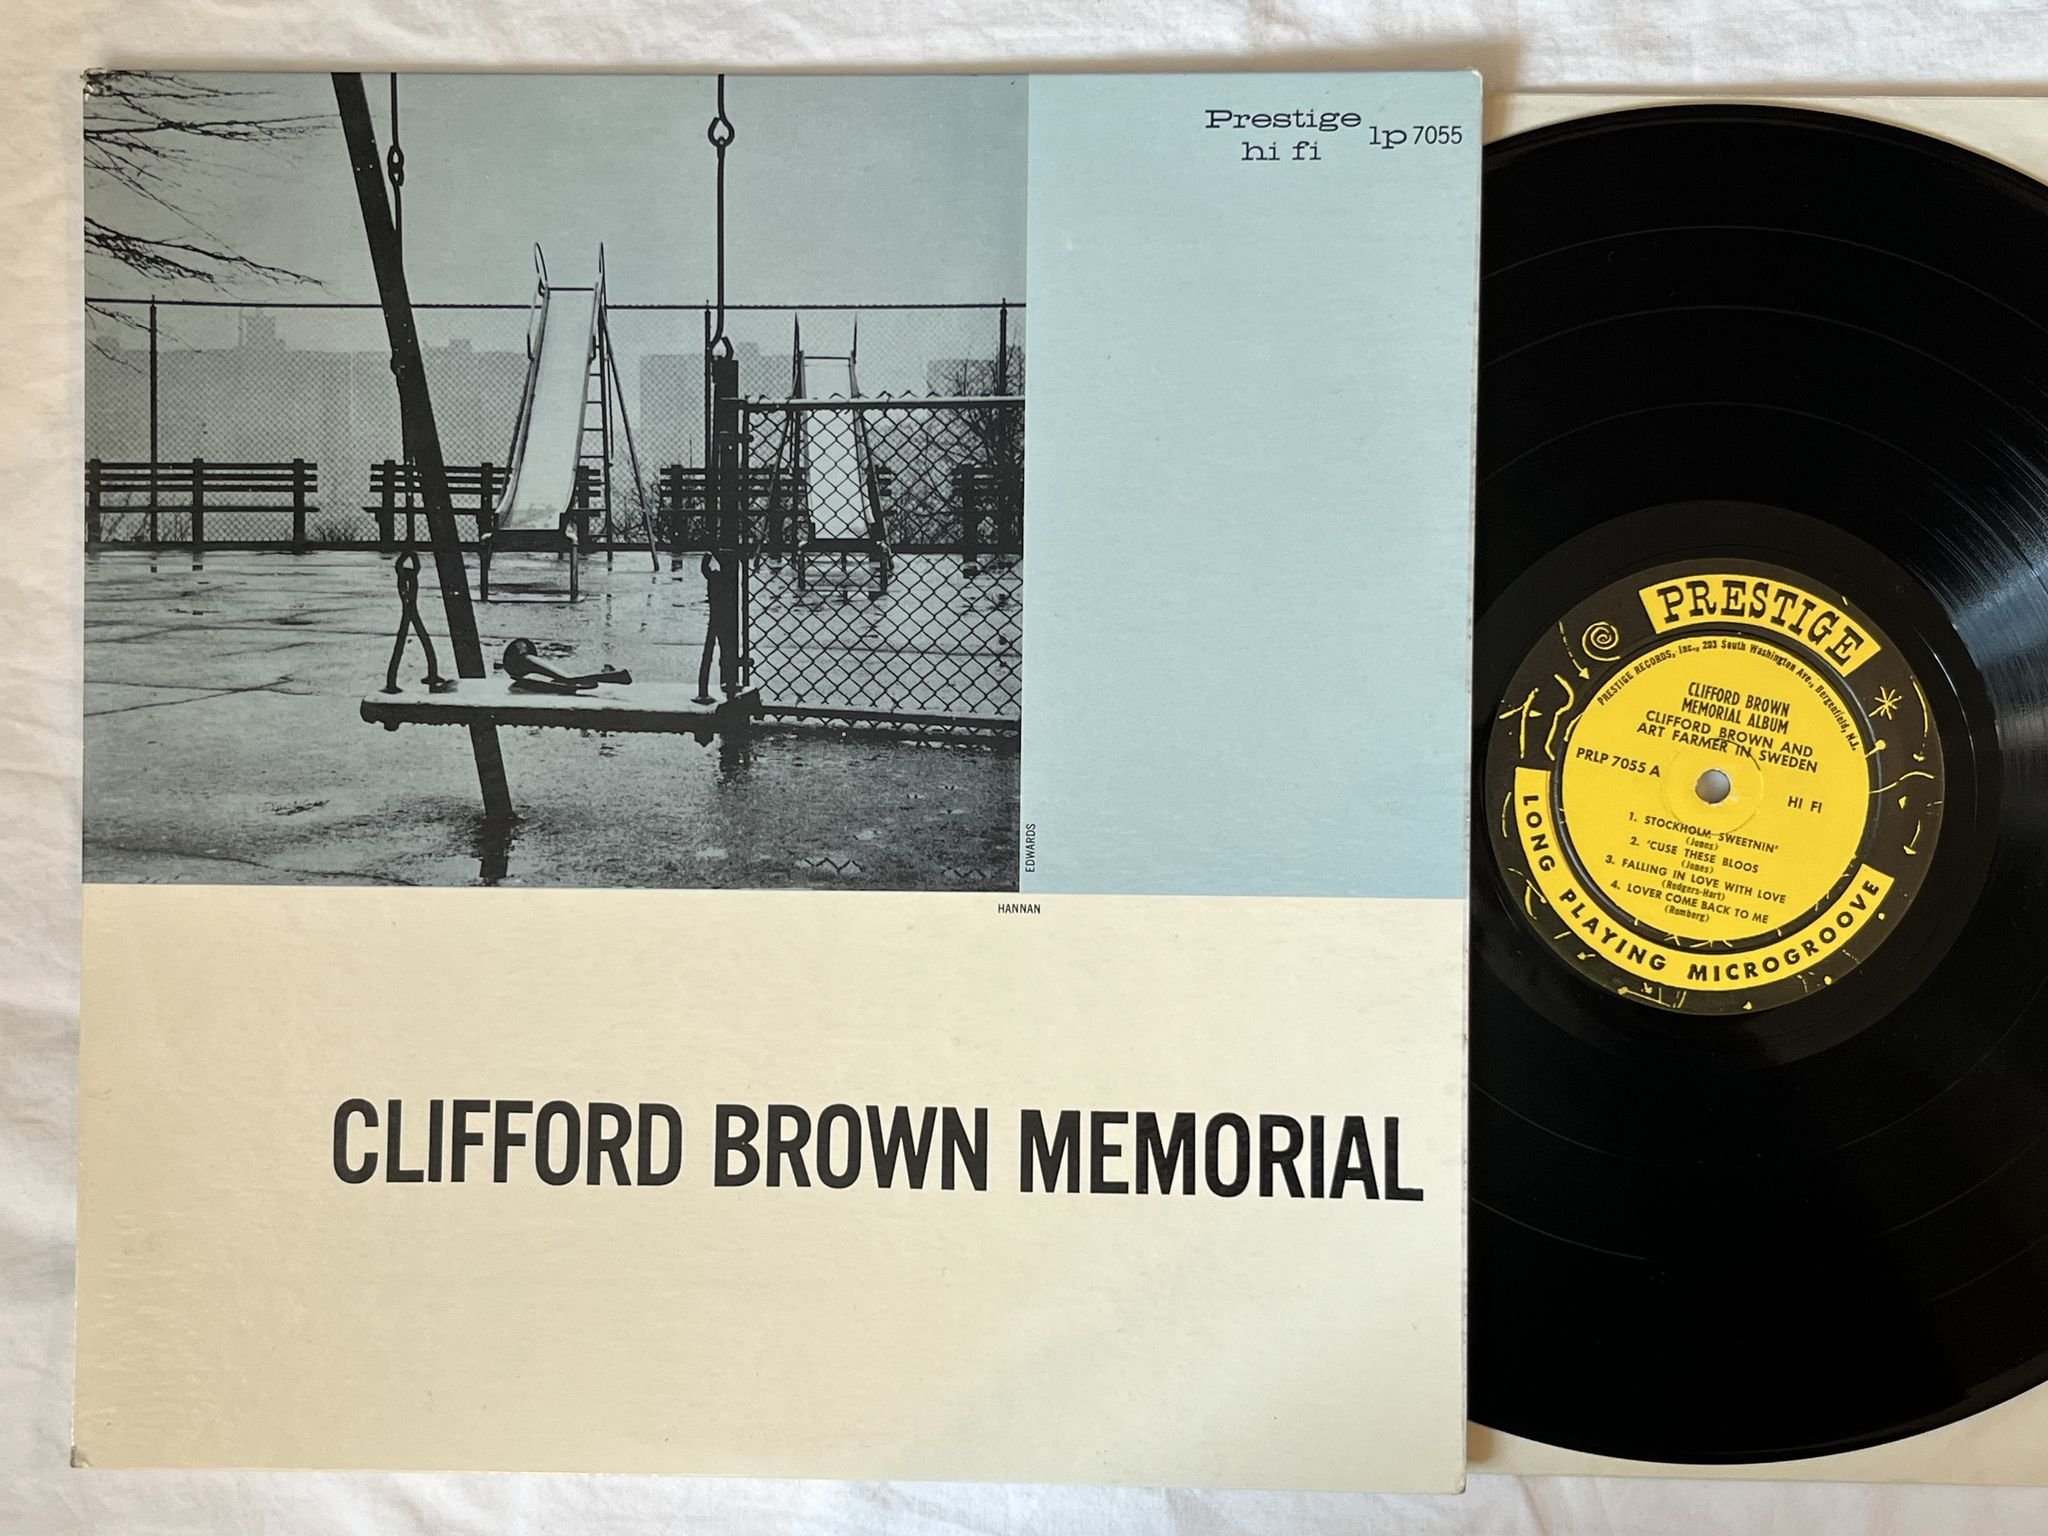 Prestige lp 7055
hi fi
EDWARDS
HANNAN
CLIFFORD BROWN MEMORIAL
PRESTIGE
PRESTIGE RECORDS, Inc., 203 South Washington Ave., Bergenfield, N.J.
CLIFFORD BROWN
MEMORIAL ALBUM
CLIFFORD BROWN AND
ART FARMER IN SWEDEN
PRLP 7055 A
HI FI
1. STOCKHOLM SWEETNIN'
(Jones)
2. 'CUSE THESE BLOOS
(Jones)
3. FALLING IN LOVE WITH LOVE
(Rodgers-Hart)
4. LOVER COME BACK TO ME
(Romberg)
LONG PLAYING MICROGROOVE